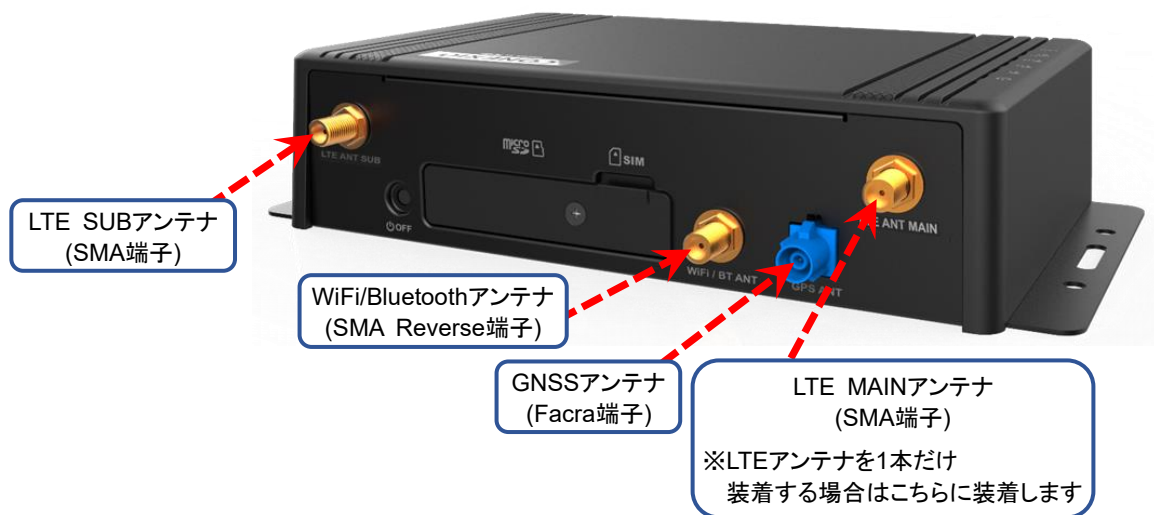 LTE ANT SUB
micro
SD
SIM
OFF
WiFi / BT ANT
GPS ANT
ANT MAIN
LTE SUBアンテナ
(SMA端子)
WiFi/Bluetoothアンテナ
(SMA Reverse端子)
GNSSアンテナ
(Facra端子)
LTE MAINアンテナ
(SMA端子)
※LTEアンテナを1本だけ
装着する場合はこちらに装着します